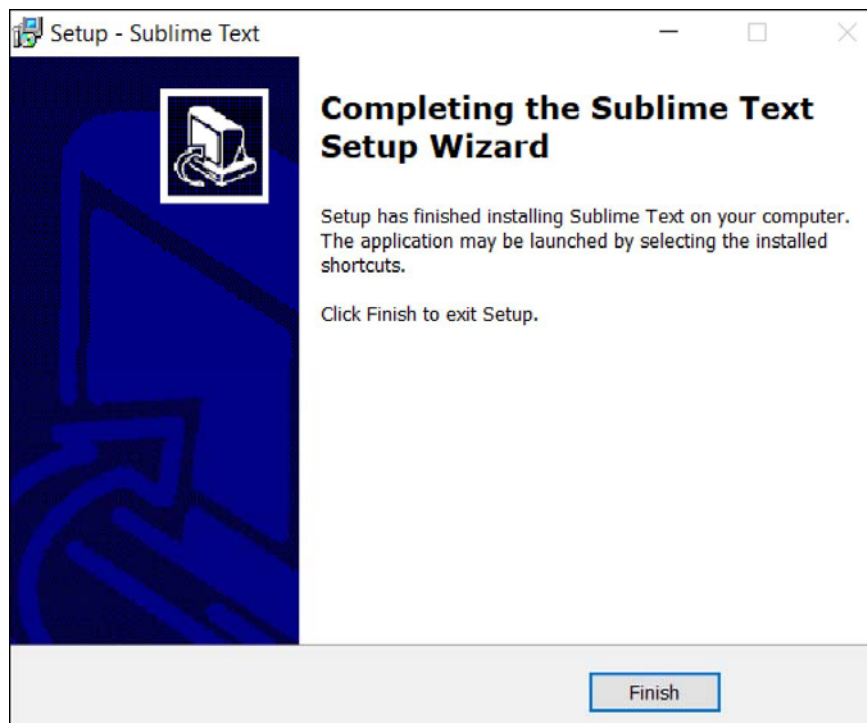 Setup - Sublime Text
Completing the Sublime Text
Setup Wizard
Setup has finished installing Sublime Text on your computer.
The application may be launched by selecting the installed
shortcuts.
Click Finish to exit Setup.
Finish